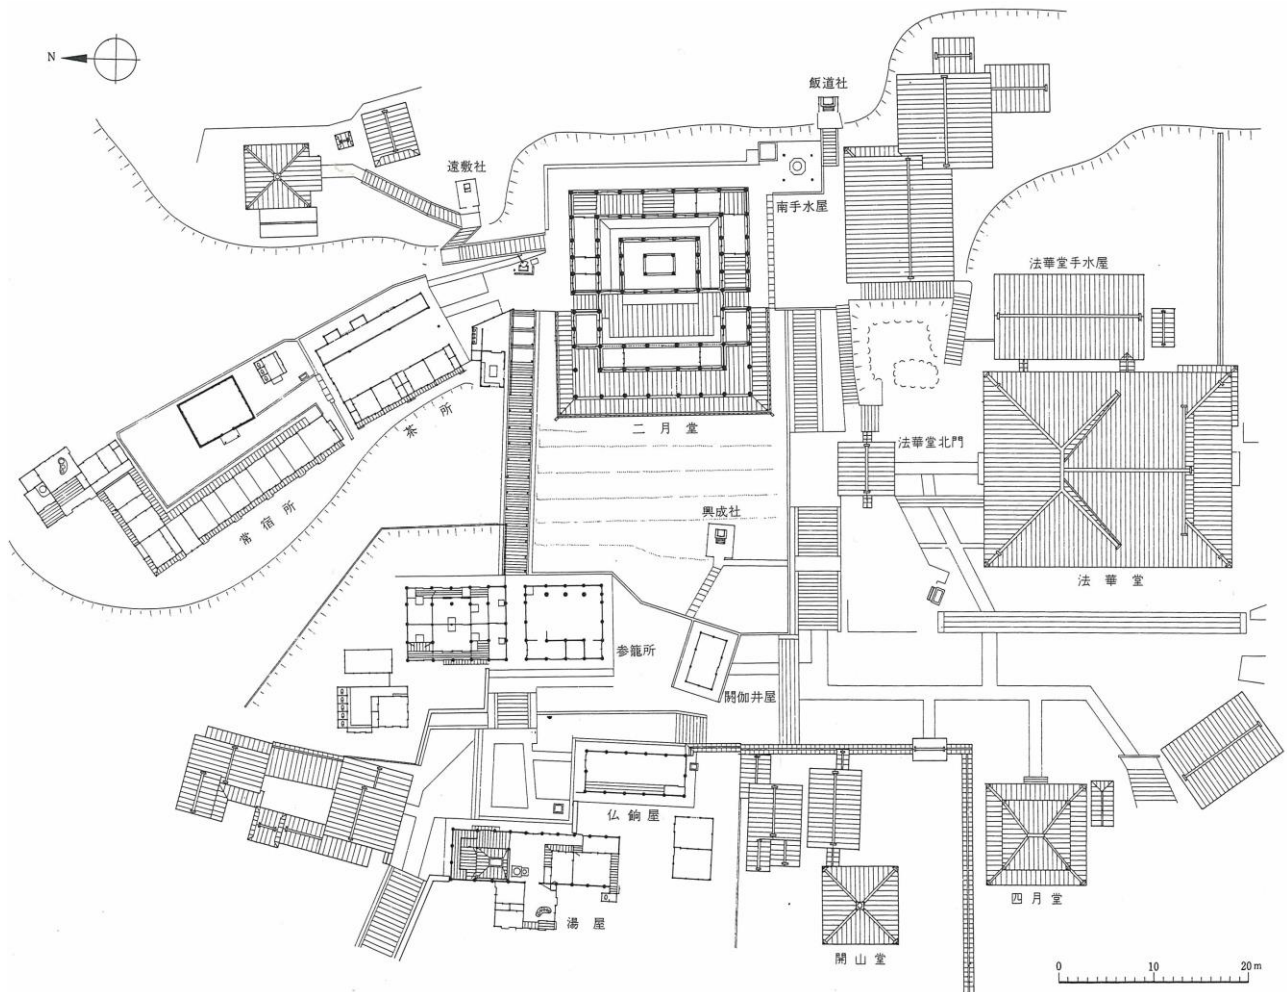 N
飯道社
遠敷社
南手水屋
法華堂手水屋
二月堂
法華堂北門
茶所
常宿所
興成社
法華堂
参籠所
閼伽井屋
仏餉屋
四月堂
湯屋
開山堂
0 10 20m